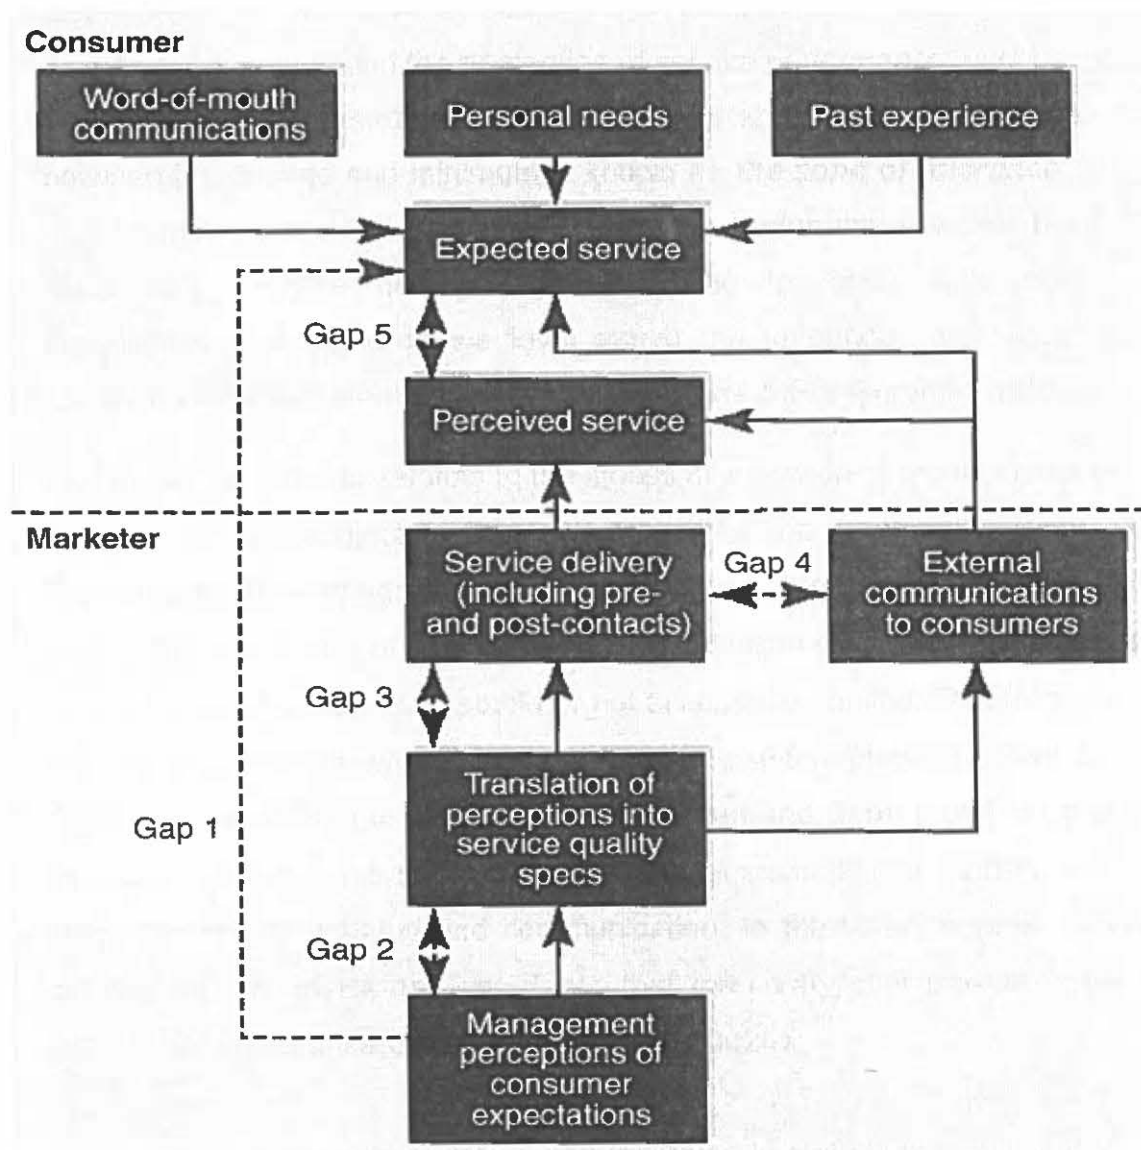 Consumer
Word-of-mouth
communications
Personal needs
Past experience
Expected service
Gap 5
Perceived service
Marketer
Service delivery
(including pre-
and post-contacts)
Gap 4
External
communications
to consumers
Gap 3
Translation of
perceptions into
service quality
specs
Gap 1
Gap 2
Management
perceptions of
consumer
expectations